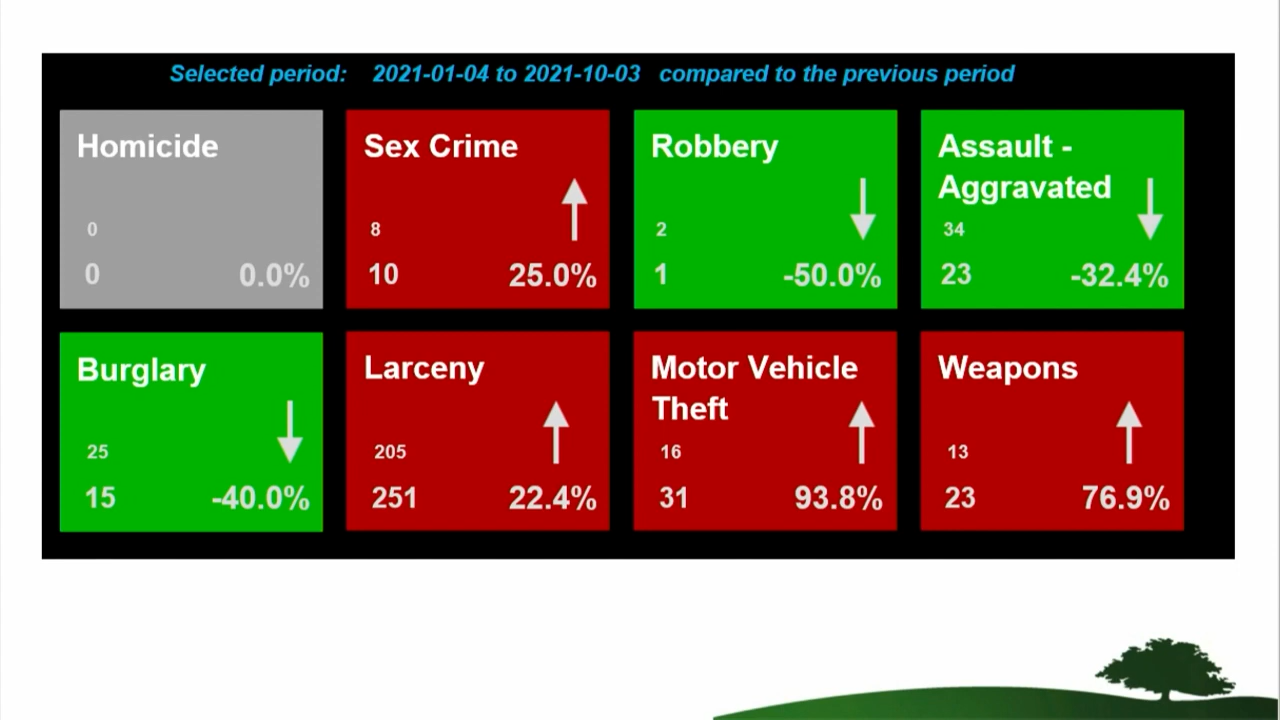 Selected period: 2021-01-04 to 2021-10-03 compared to the previous period
Homicide
0
0 0.0%
Sex Crime
8
10 25.0%
Robbery
2
1 -50.0%
Assault -
Aggravated
34
23 -32.4%
Burglary
25
15 -40.0%
Larceny
205
251 22.4%
Motor Vehicle
Theft
16
31 93.8%
Weapons
13
23 76.9%